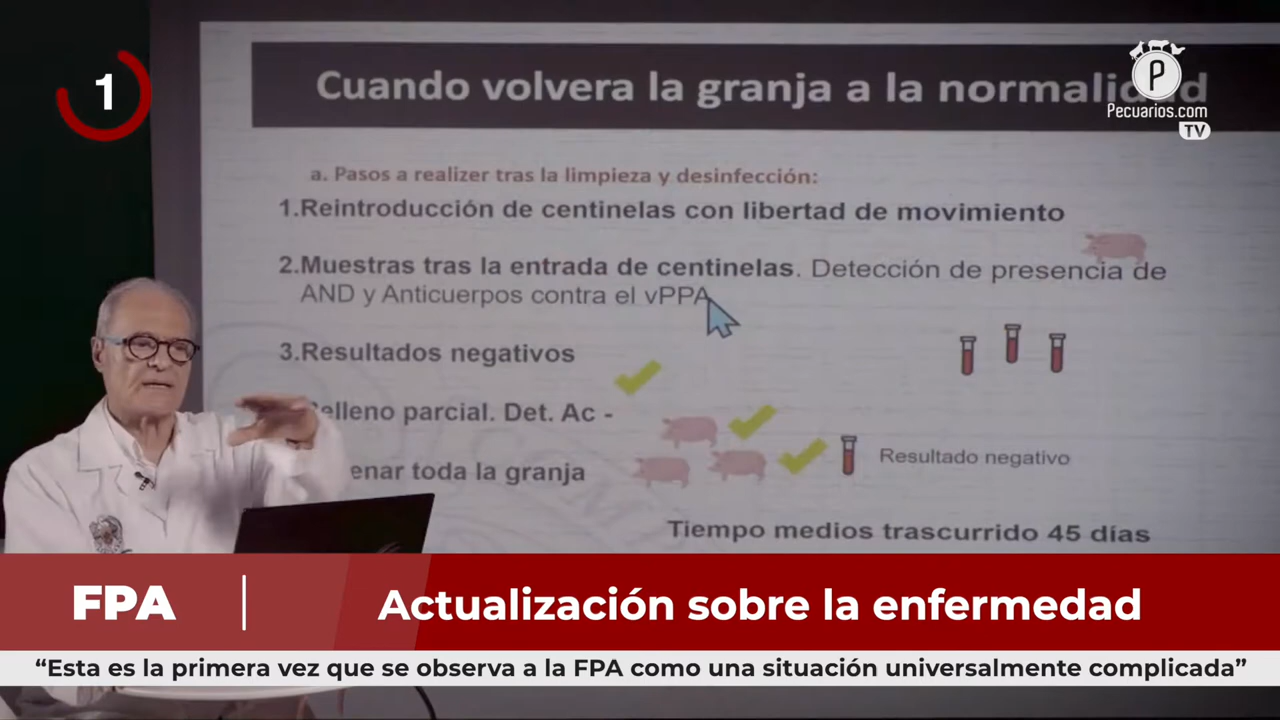 1
Cuando volvera la granja a la normalidad
P
Pecuarios.com
TV
a. Pasos a realizer tras la limpieza y desinfección:
1.Reintroducción de centinelas con libertad de movimiento
2.Muestras tras la entrada de centinelas. Detección de presencia de
AND y Anticuerpos contra el vPPA
3.Resultados negativos
elleno parcial. Det. Ac -
enar toda la granja
Resultado negativo
Tiempo medios trascurrido 45 días
FPA
Actualización sobre la enfermedad
“Esta es la primera vez que se observa a la FPA como una situación universalmente complicada”